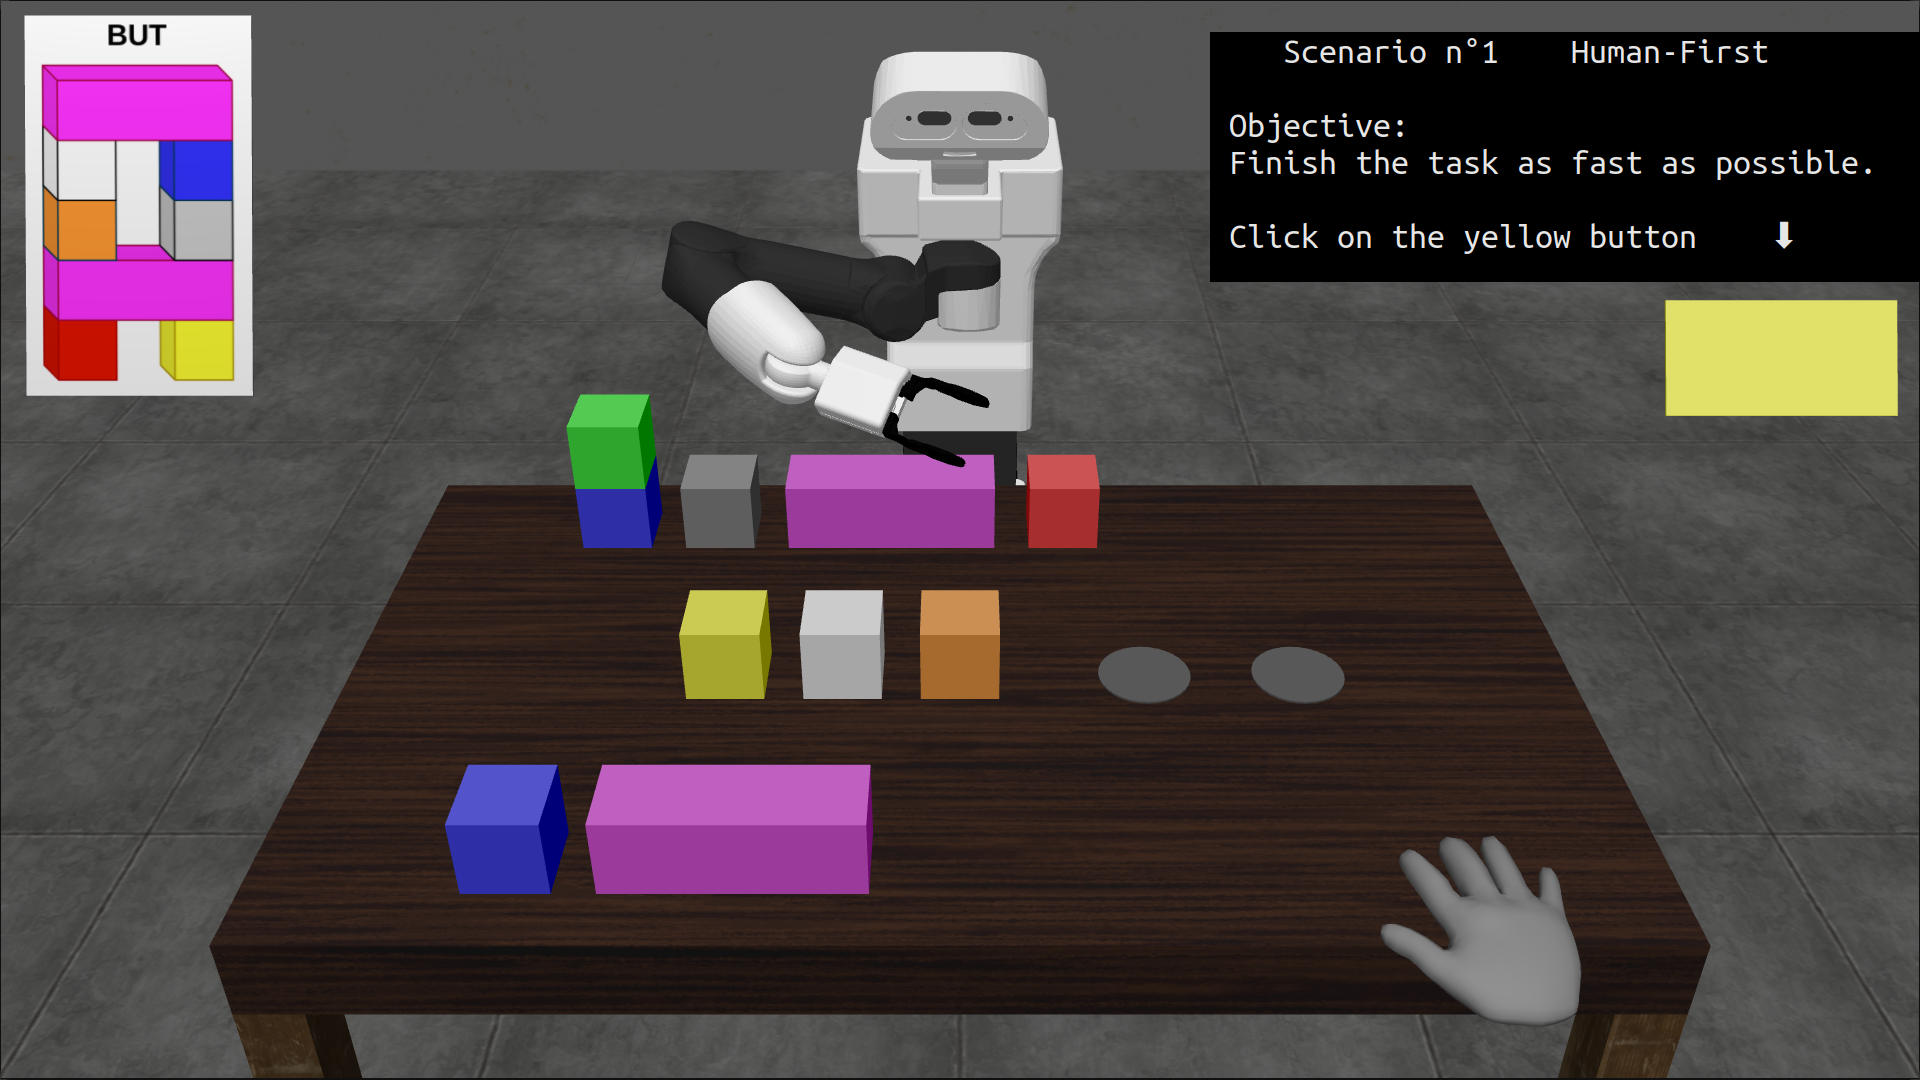 BUT
Scenario n°1 Human-First
Objective:
Finish the task as fast as possible.
Click on the yellow button ⬇